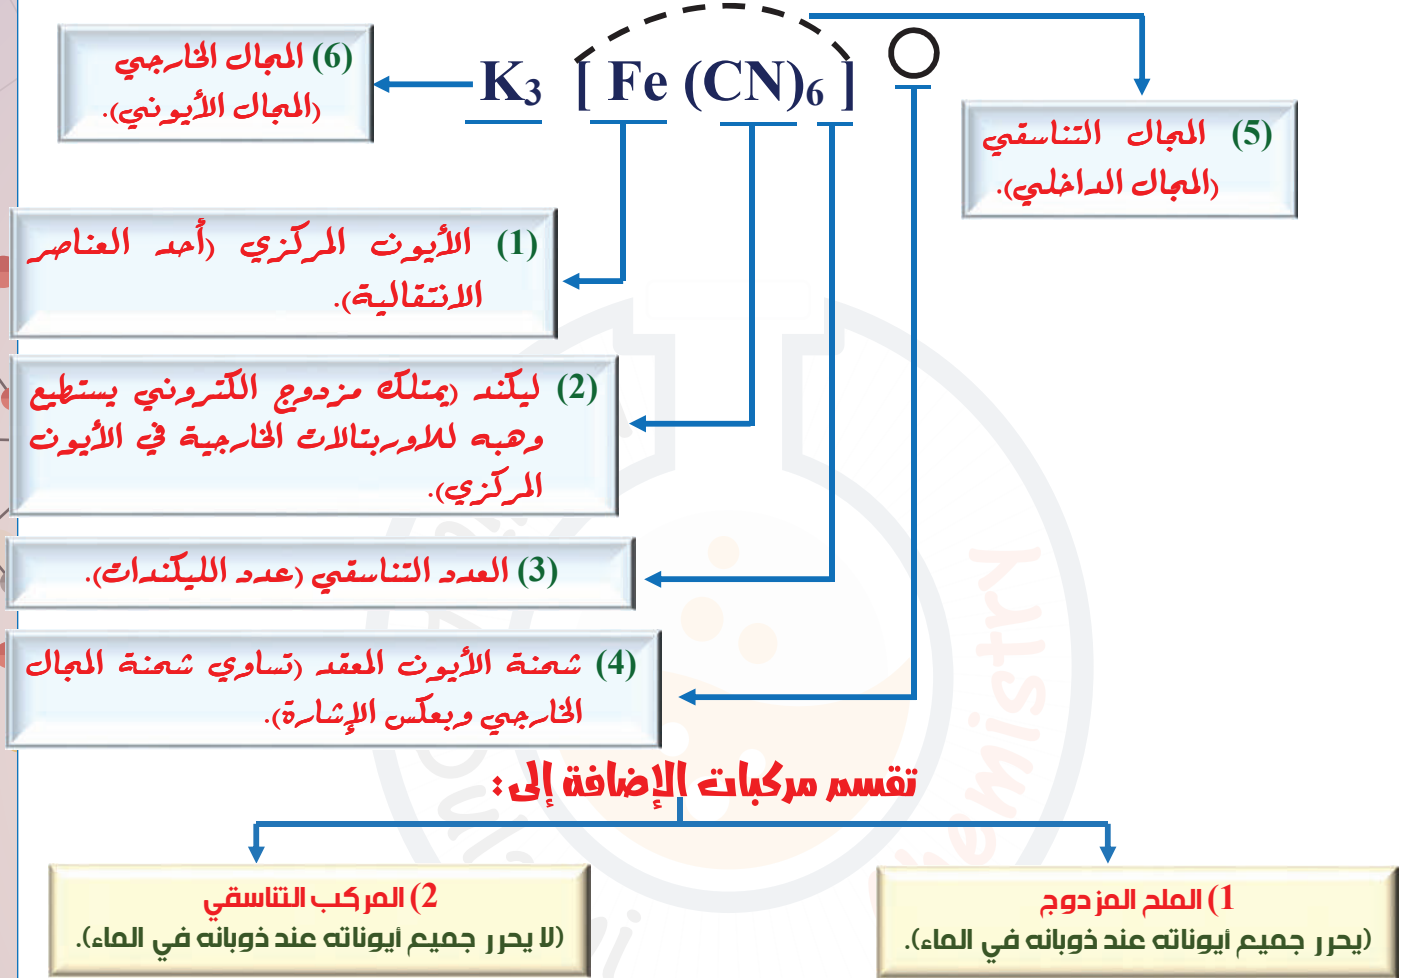 K3 [ Fe (CN)6 ]
(6) المجال الخارجي
(المجال الأيوني).
(5) المجال التناسقي
(المجال الداخلي).
(1) الأيون المركزي (أحد العناصر
الانتقالية).
(2) ليكند (يمتلك مزدوج الكتروني يستطيع
وهبه للاوربتالات الخارجية في الأيون
المركزي).
(3) العدد التناسقي (عدد الليكندات).
(4) شحنة الأيون المعقد (تساوي شحنة المجال
الخارجي وبعكس الإشارة).
تقسم مركبات الإضافة إلى:
1) الملح المزدوج
(يحرر جميع أيوناته عند ذوبانه في الماء).
2) المركب التناسقي
(لا يحرر جميع أيوناته عند ذوبانه في الماء).